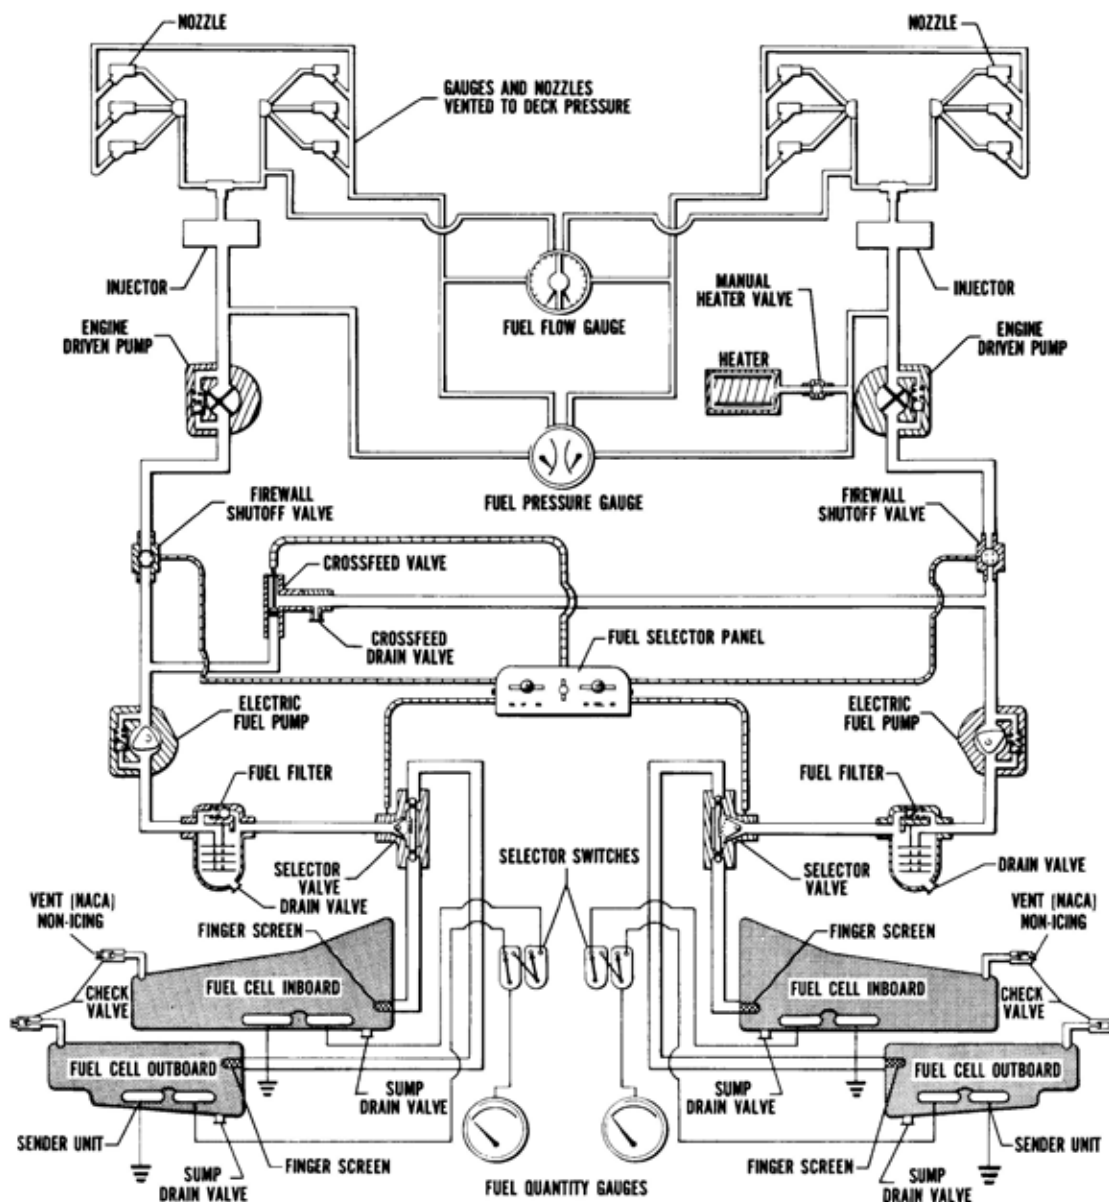 NOZZLE
NOZZLE
GAUGES AND NOZZLES
VENTED TO DECK PRESSURE
INJECTOR
MANUAL
HEATER VALVE
INJECTOR
FUEL FLOW GAUGE
ENGINE
DRIVEN PUMP
HEATER
ENGINE
DRIVEN PUMP
FUEL PRESSURE GAUGE
FIREWALL
SHUTOFF VALVE
FIREWALL
SHUTOFF VALVE
CROSSFEED VALVE
CROSSFEED
DRAIN VALVE
FUEL SELECTOR PANEL
ELECTRIC
FUEL PUMP
ELECTRIC
FUEL PUMP
FUEL FILTER
FUEL FILTER
SELECTOR
VALVE
DRAIN VALVE
SELECTOR SWITCHES
SELECTOR
VALVE
DRAIN VALVE
VENT (NACA)
NON-ICING
FINGER SCREEN
FINGER SCREEN
VENT (NACA)
NON-ICING
FUEL CELL INBOARD
FUEL CELL INBOARD
CHECK
VALVE
CHECK
VALVE
FUEL CELL OUTBOARD
FUEL CELL OUTBOARD
SUMP
DRAIN VALVE
SUMP
DRAIN VALVE
SENDER UNIT
SENDER UNIT
SUMP
DRAIN VALVE
FINGER SCREEN
FUEL QUANTITY GAUGES
FINGER SCREEN
SUMP
DRAIN VALVE